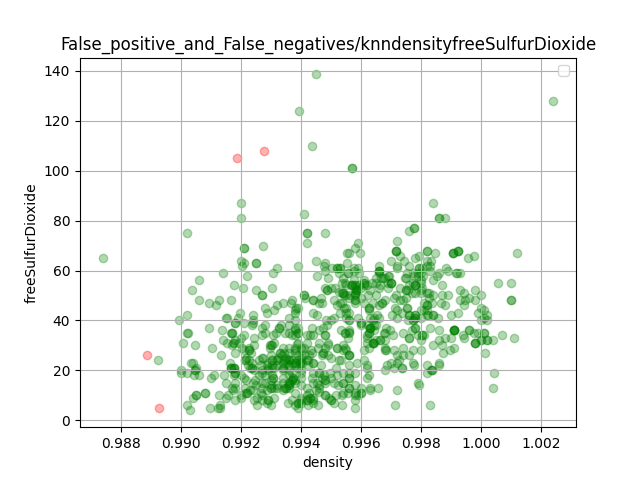 False_positive_and_False_negatives/knndensityfreeSulfurDioxide
140
120
100
80
60
40
20
0
freeSulfurDioxide
0.988 0.990 0.992 0.994 0.996 0.998 1.000 1.002
density